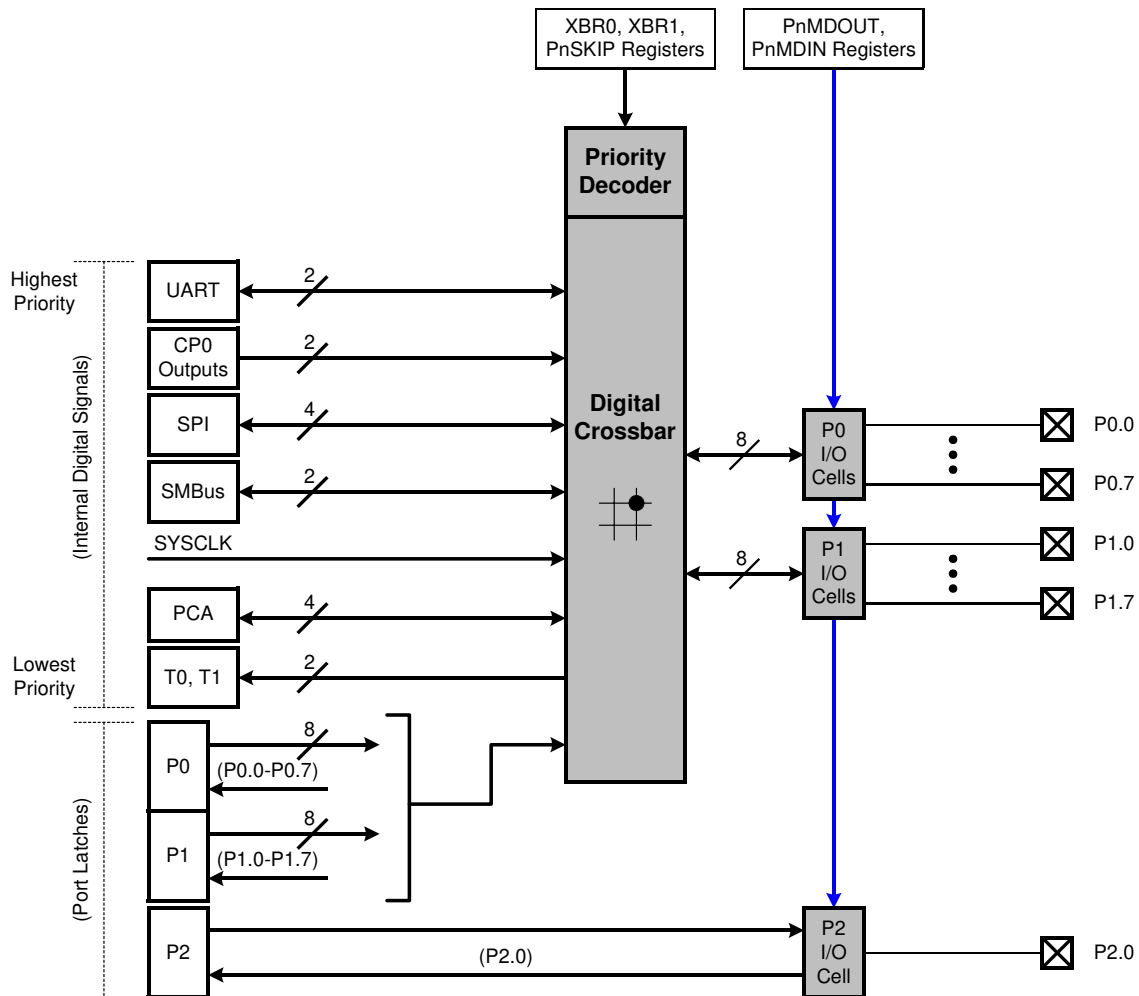 XBR0, XBR1,
PnSKIP Registers
PnMDOUT,
PnMDIN Registers
Priority
Decoder
Highest
Priority
UART
2
CP0
Outputs
2
(Internal Digital Signals)
SPI
4
Digital
Crossbar
P0
I/O
Cells
8
P0.0
P0.7
SMBus
2
SYSCLK
8
P1
I/O
Cells
P1.0
P1.7
PCA
4
Lowest
Priority
T0, T1
2
(Port Latches)
P0
8
(P0.0-P0.7)
P1
8
(P1.0-P1.7)
P2
(P2.0)
P2
I/O
Cell
P2.0